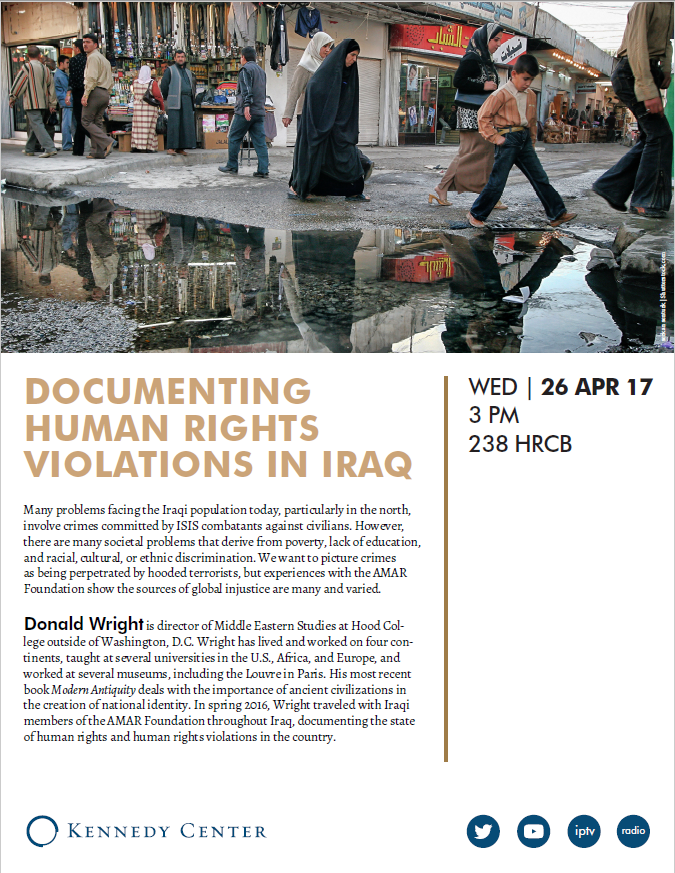 الشباب
DOCUMENTING
HUMAN RIGHTS
VIOLATIONS IN IRAQ
WED | 26 APR 17
3 PM
238 HRCB
Many problems facing the Iraqi population today, particularly in the north,
involve crimes committed by ISIS combatants against civilians. However,
there are many societal problems that derive from poverty, lack of education,
and racial, cultural, or ethnic discrimination. We want to picture crimes
as being perpetrated by hooded terrorists, but experiences with the AMAR
Foundation show the sources of global injustice are many and varied.
Donald Wright is director of Middle Eastern Studies at Hood Col-
lege outside of Washington, D.C. Wright has lived and worked on four con-
tinents, taught at several universities in the U.S., Africa, and Europe, and
worked at several museums, including the Louvre in Paris. His most recent
book Modern Antiquity deals with the importance of ancient civilizations in
the creation of national identity. In spring 2016, Wright traveled with Iraqi
members of the AMAR Foundation throughout Iraq, documenting the state
of human rights and human rights violations in the country.
KENNEDY CENTER
iptv
radio
| Shutterstock.com